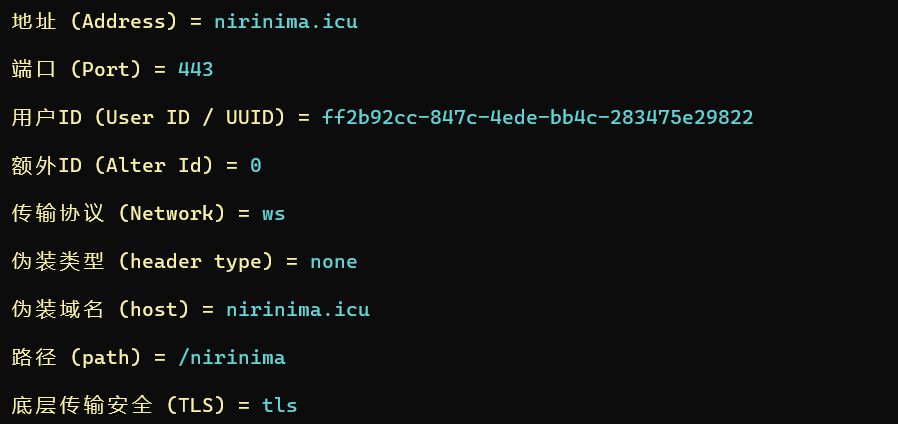 地址 (Address) = nirinima.icu
端口 (Port) = 443
用户ID (User ID / UUID) = ff2b92cc-847c-4ede-bb4c-283475e29822
额外ID (Alter Id) = 0
传输协议 (Network) = ws
伪装类型 (header type) = none
伪装域名 (host) = nirinima.icu
路径 (path) = /nirinima
底层传输安全 (TLS) = tls